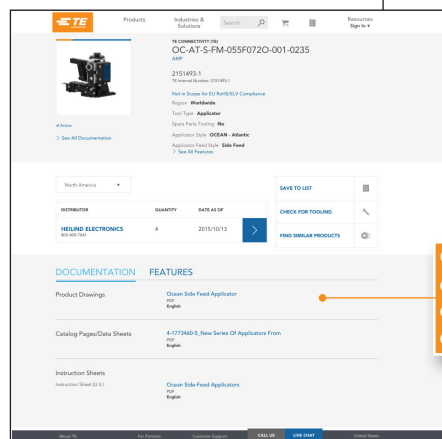 TE
Products
Industries &
Solutions
Search
Resources
Sign In
TE CONNECTIVITY (TE)
OC-AT-S-FM-055F072O-
001-0235
AMP
2151493-1
TE Internal Number: 2151493-1
Not in Scope for EU RoHS/ELV Compliance
Region Worldwide
Tool Type Applicator
Spare Parts Tooling No
Applicator Style OCEAN - Atlantic
Applicator Feed Style Side Feed
> See All Features
Active
> See All Documentation
North America
DISTRIBUTOR QUANTITY DATE AS OF
HEILIND ELECTRONICS 4 2015/10/13
800-400-7041
SAVE TO LIST
CHECK FOR TOOLING
FIND SIMILAR PRODUCTS
DOCUMENTATION FEATURES
Product Drawings
Ocean Side Feed Applicator
PDF
English
Catalog Pages/Data Sheets
4-1773460-5_New Series Of Applicators From
PDF
English
Instruction Sheets
Instruction Sheet (U.S.)
Ocean Side-Feed Applicators
PDF
English
About TE
For Partners
Customer Support
CALL US
LIVE CHAT
United States